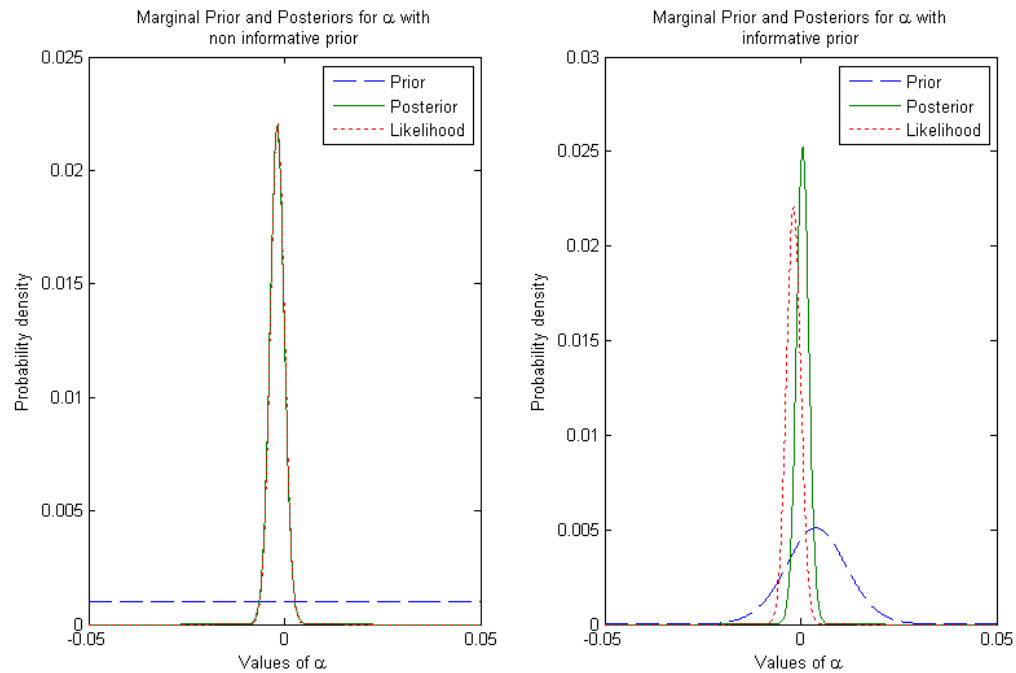 Marginal Prior and Posteriors for α with
non informative prior
0.025
0.02
0.015
0.01
0.005
0
-0.05
0
0.05
Probability density
Values of α
Prior
Posterior
Likelihood
Marginal Prior and Posteriors for α with
informative prior
0.03
0.025
0.02
0.015
0.01
0.005
0
-0.05
0
0.05
Probability density
Values of α
Prior
Posterior
Likelihood